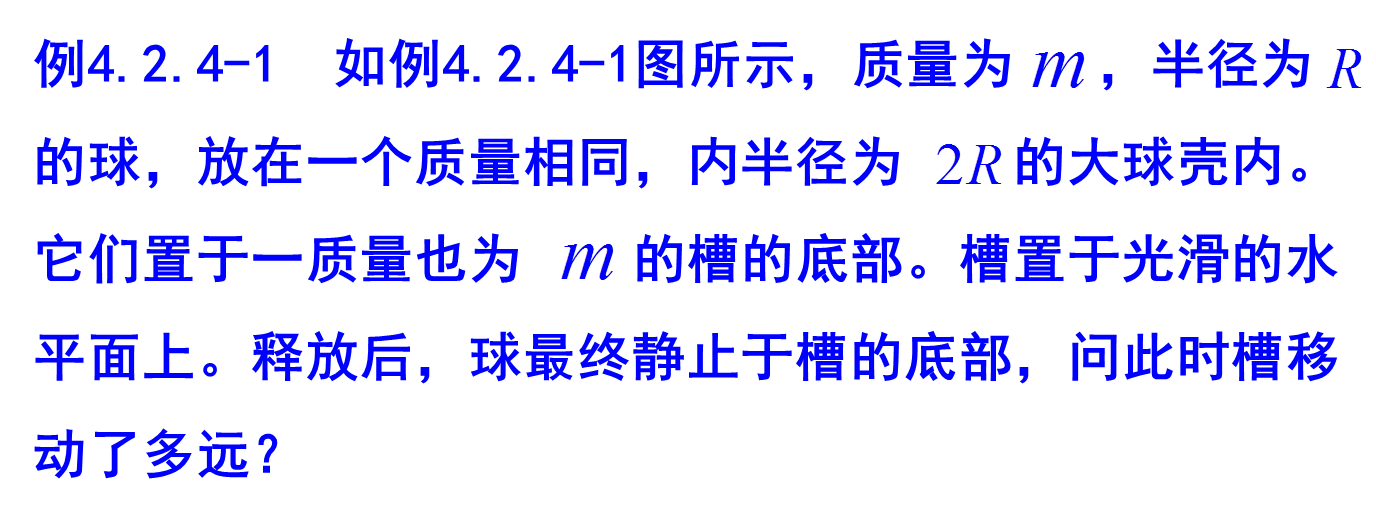 例4.2.4-1 如例4.2.4-1图所示，质量为 m，半径为 R
的球，放在一个质量相同，内半径为 2R的大球壳内。
它们置于一质量也为 m 的槽的底部。槽置于光滑的水
平面上。释放后，球最终静止于槽的底部，问此时槽移
动了多远?